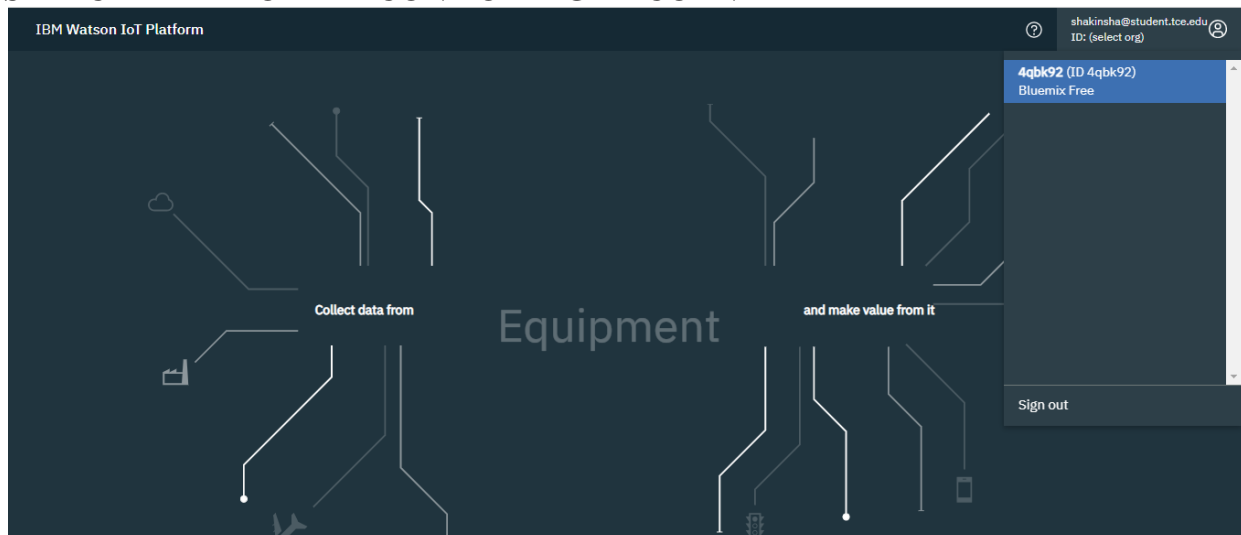 IBM Watson IoT Platform
shakinsha@student.tce.edu
ID: (select org)
4qbk92 (ID 4qbk92)
Bluemix Free
Collect data from
Equipment
and make value from it
Sign out